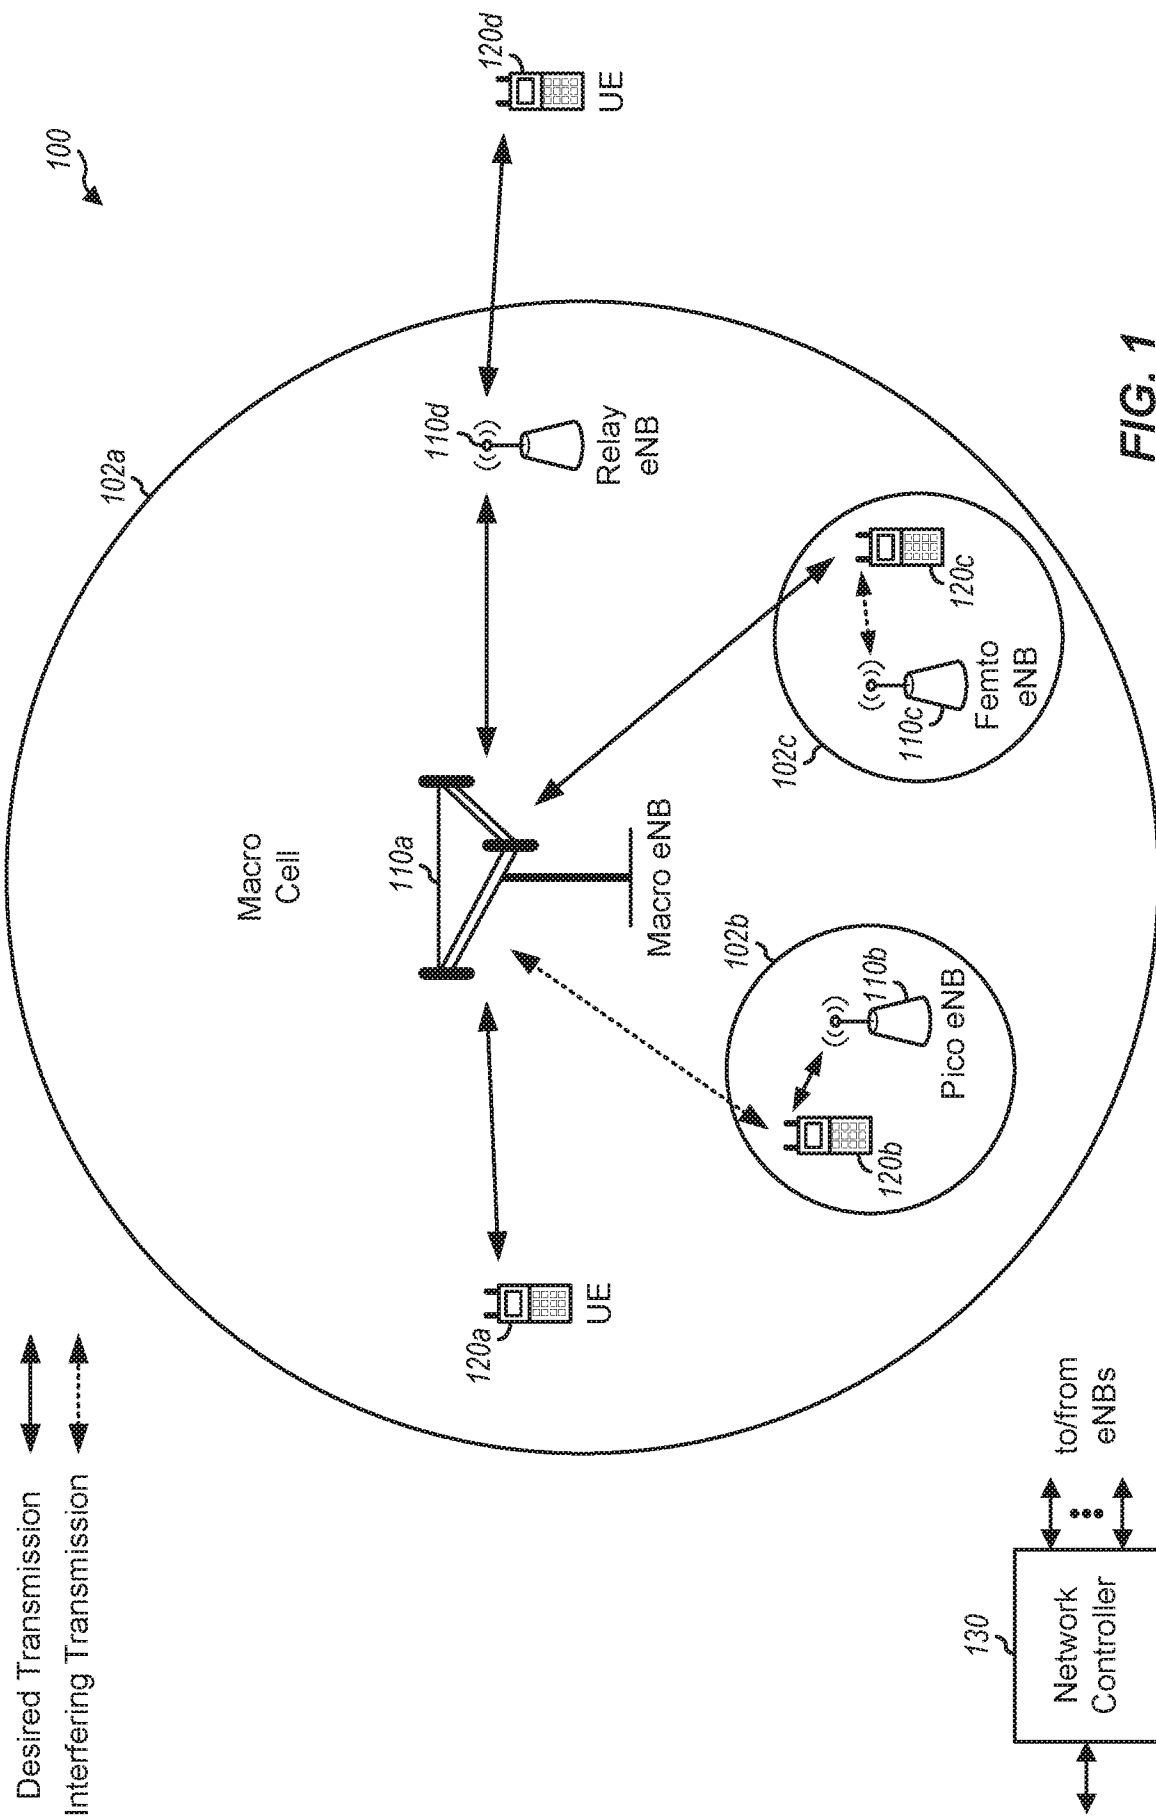 Desired Transmission
Interfering Transmission
100
102a
Macro
Cell
110a
120a
UE
110d
120d
UE
Relay
eNB
Macro eNB
102b
120b
110b
Pico eNB
102c
110c
120c
Femto
eNB
130
Network
Controller
to/from
eNBs
FIG. 1